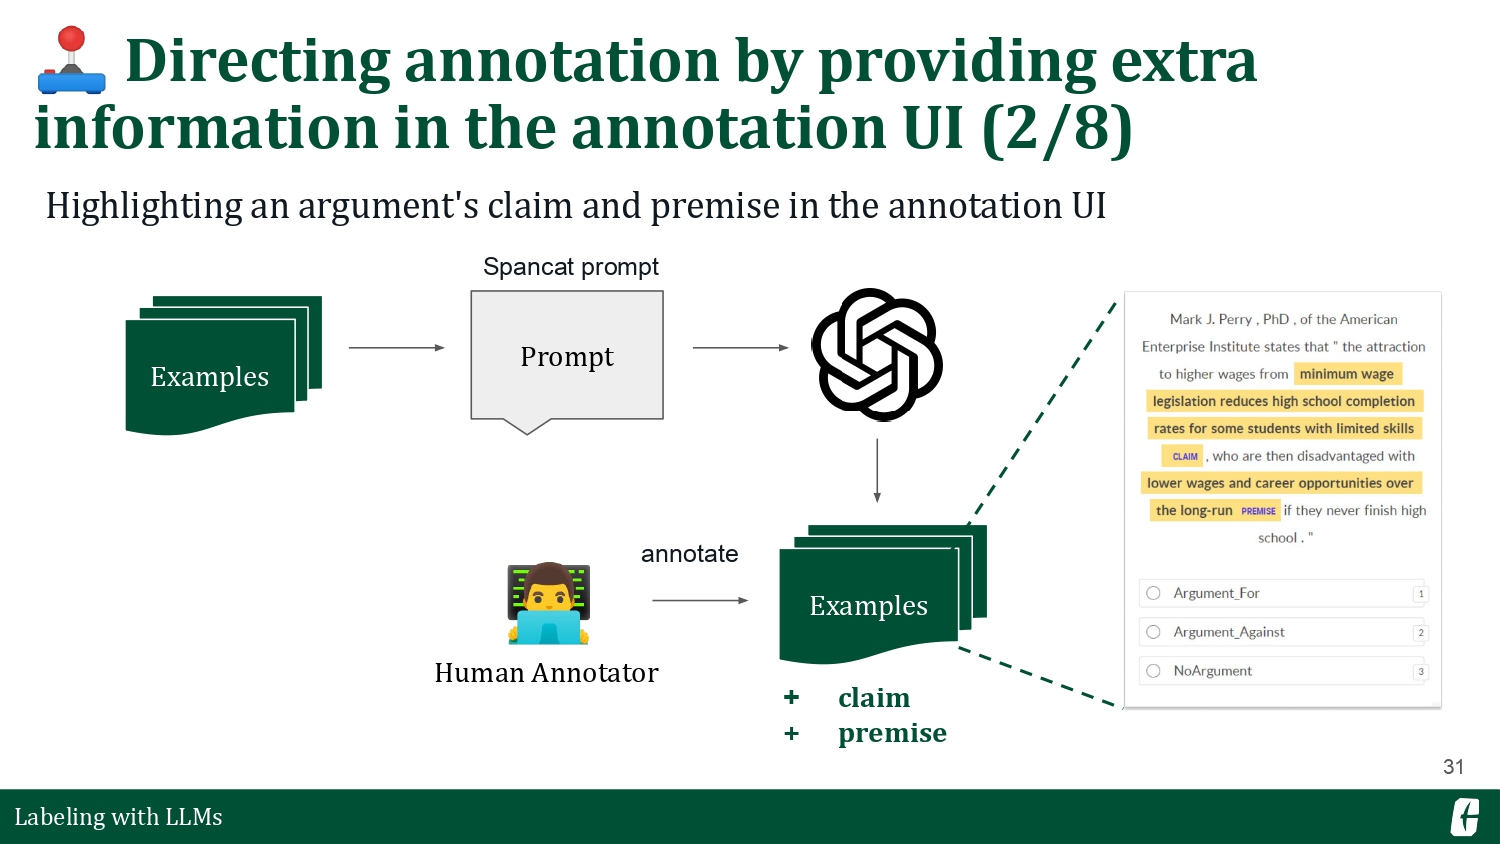 Directing annotation by providing extra
information in the annotation UI (2/8)
Highlighting an argument's claim and premise in the annotation UI
Spancat prompt
Examples
Prompt
annotate
Human Annotator
Examples
+ claim
+ premise
Mark J. Perry , PhD , of the American
Enterprise Institute states that " the attraction
to higher wages from minimum wage
legislation reduces high school completion
rates for some students with limited skills
CLAIM , who are then disadvantaged with
lower wages and career opportunities over
the long-run PREMISE if they never finish high
school . "
Argument_For 1
Argument_Against 2
NoArgument 3
31
Labeling with LLMs